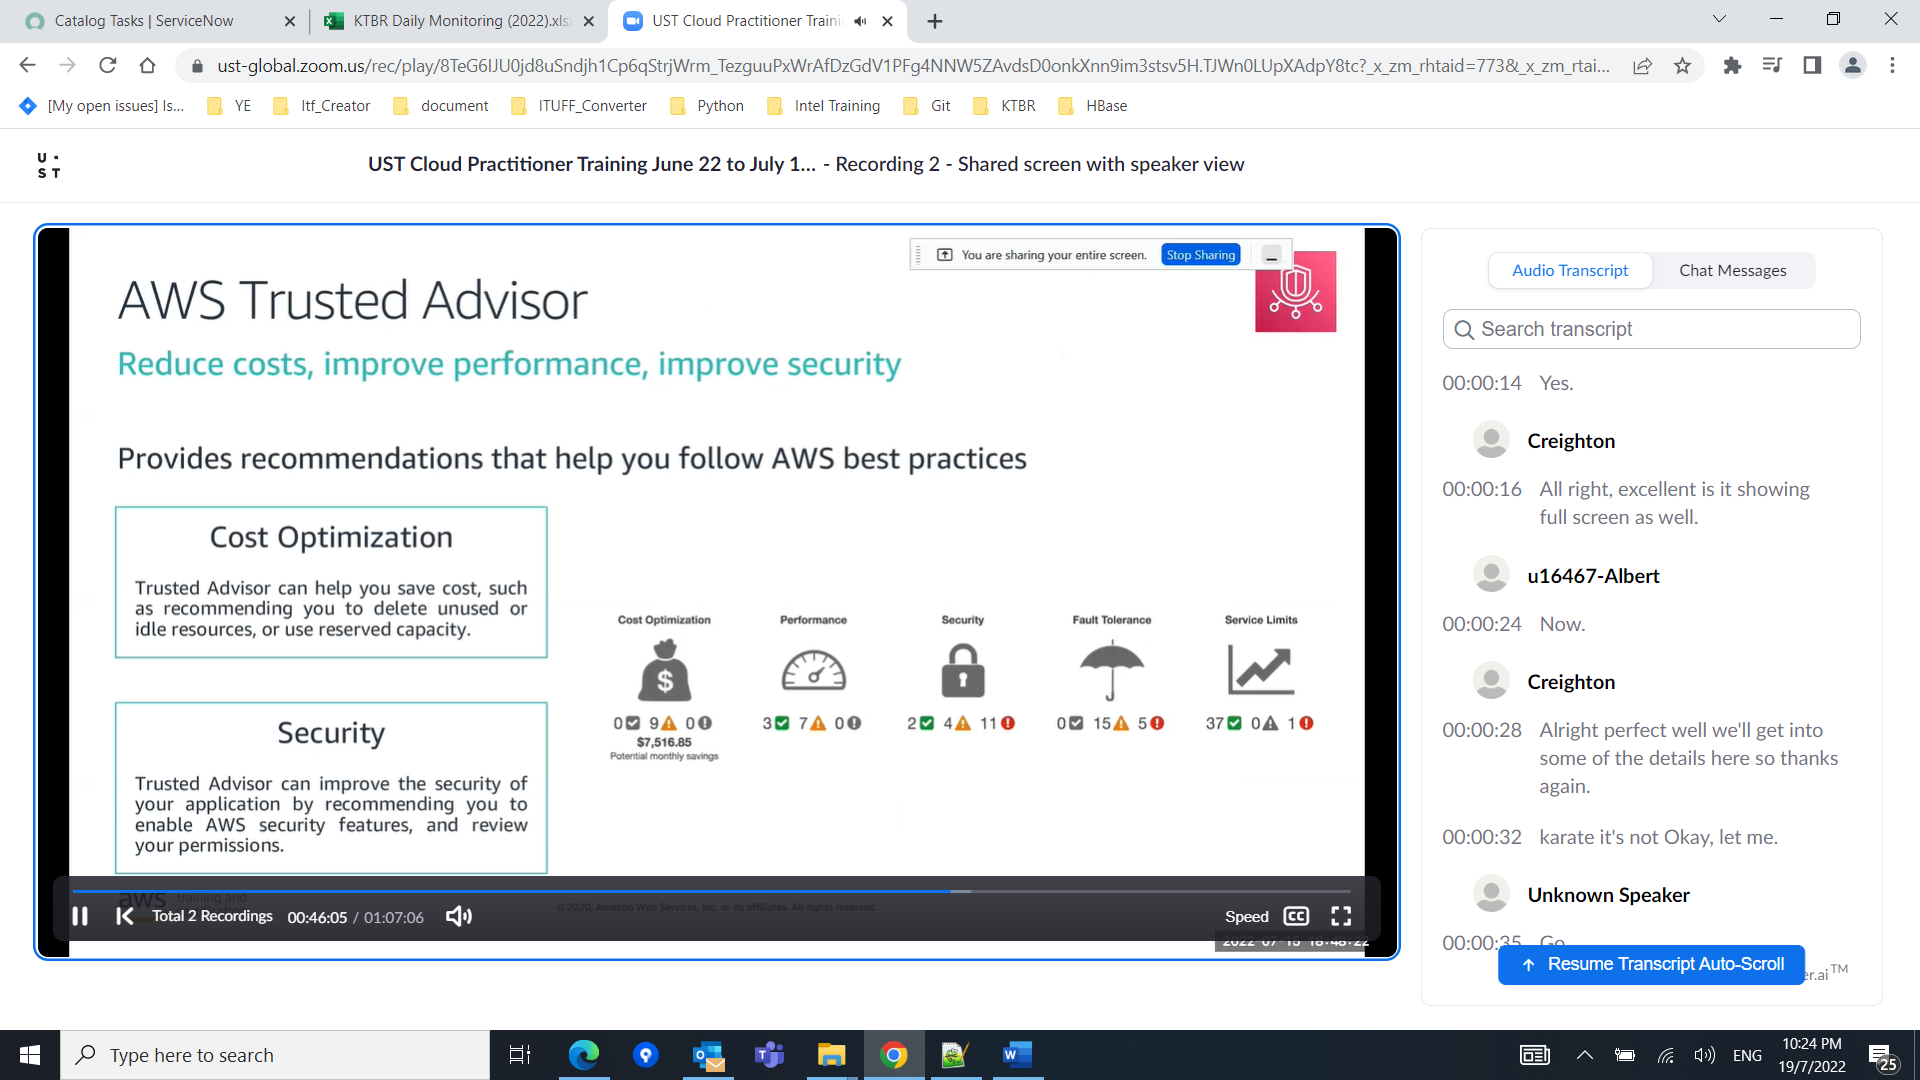 Catalog Tasks | ServiceNow
KTBR Daily Monitoring (2022).xls
UST Cloud Practitioner Traini
ust-global.zoom.us/rec/play/8TeG6IJU0jd8uSndjh1Cp6qStrjWrm_TezguuPxWrAfDzGdV1PFg4NNW5ZAvdsD0onkXnn9im3stsv5H.TJWn0LUpXAdpY8tc?_x_zm_rhtaid=773&_x_zm_rtai...
[My open issues] Is...
YE
Itf_Creator
document
ITUFF_Converter
Python
Intel Training
Git
KTBR
HBase
U
ST
UST Cloud Practitioner Training June 22 to July 1... - Recording 2 - Shared screen with speaker view
You are sharing your entire screen.
Stop Sharing
AWS Trusted Advisor
Reduce costs, improve performance, improve security
Provides recommendations that help you follow AWS best practices
Cost Optimization
Trusted Advisor can help you save cost, such
as recommending you to delete unused or
idle resources, or use reserved capacity.
Security
Trusted Advisor can improve the security of
your application by recommending you to
enable AWS security features, and review
your permissions.
Cost Optimization
$
0 9 0
$7,516.85
Potential monthly savings
Performance
3 7 0
Security
2 4 11
Fault Tolerance
0 15 5
Service Limits
37 0 1
aws
training and
© 2020, Amazon Web Services, Inc. or its affiliates. All rights reserved.
Total 2 Recordings
00:46:05 / 01:07:06
Speed
CC
2022-07-15 18:48:22
Audio Transcript
Chat Messages
Search transcript
00:00:14 Yes.
Creighton
00:00:16 All right, excellent is it showing
full screen as well.
u16467-Albert
00:00:24 Now.
Creighton
00:00:28 Alright perfect well we'll get into
some of the details here so thanks
again.
00:00:32 karate it's not Okay, let me.
Unknown Speaker
00:00:35 Go
Resume Transcript Auto-Scroll
er.ai™
Type here to search
ENG
10:24 PM
19/7/2022
25